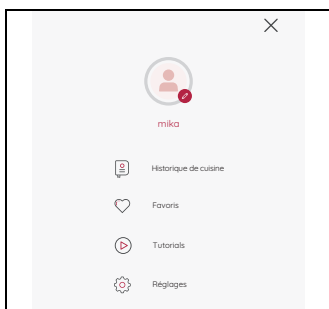 mika
Historique de cuisine
Favoris
Tutorials
Réglages